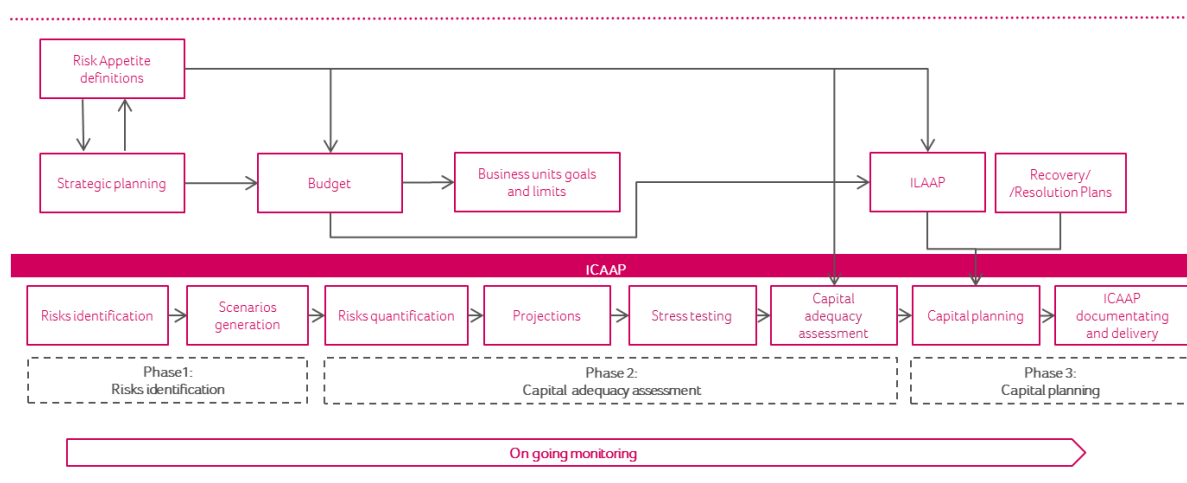 Risk Appetite
definitions
Strategic planning
Budget
Business units goals
and limits
ILAAP
Recovery/
/Resolution Plans
ICAAP
Risks identification
Scenarios
generation
Risks quantification
Projections
Stress testing
Capital
adequacy
assessment
Capital planning
ICAAP
documentating
and delivery
Phase1:
Risks identification
Phase 2:
Capital adequacy assessment
Phase 3:
Capital planning
On going monitoring